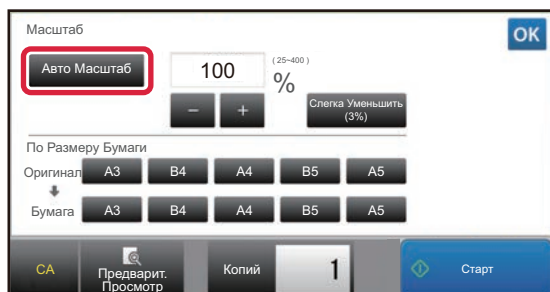 Масштаб
OK
Авто Масштаб
100
(25~400)
%
− +
Слегка Уменьшить
(3%)
По Размеру Бумаги
Оригинал A3 B4 A4 B5 A5
Бумага A3 B4 A4 B5 A5
CA
Предварит.
Просмотр
Копий
1
Старт